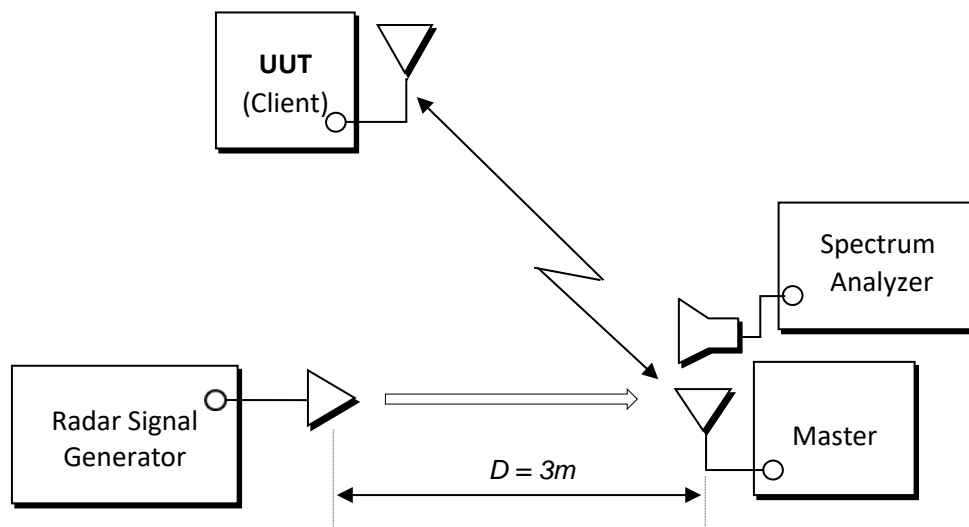 UUT
(Client)
Spectrum
Analyzer
Radar Signal
Generator
Master
D = 3m